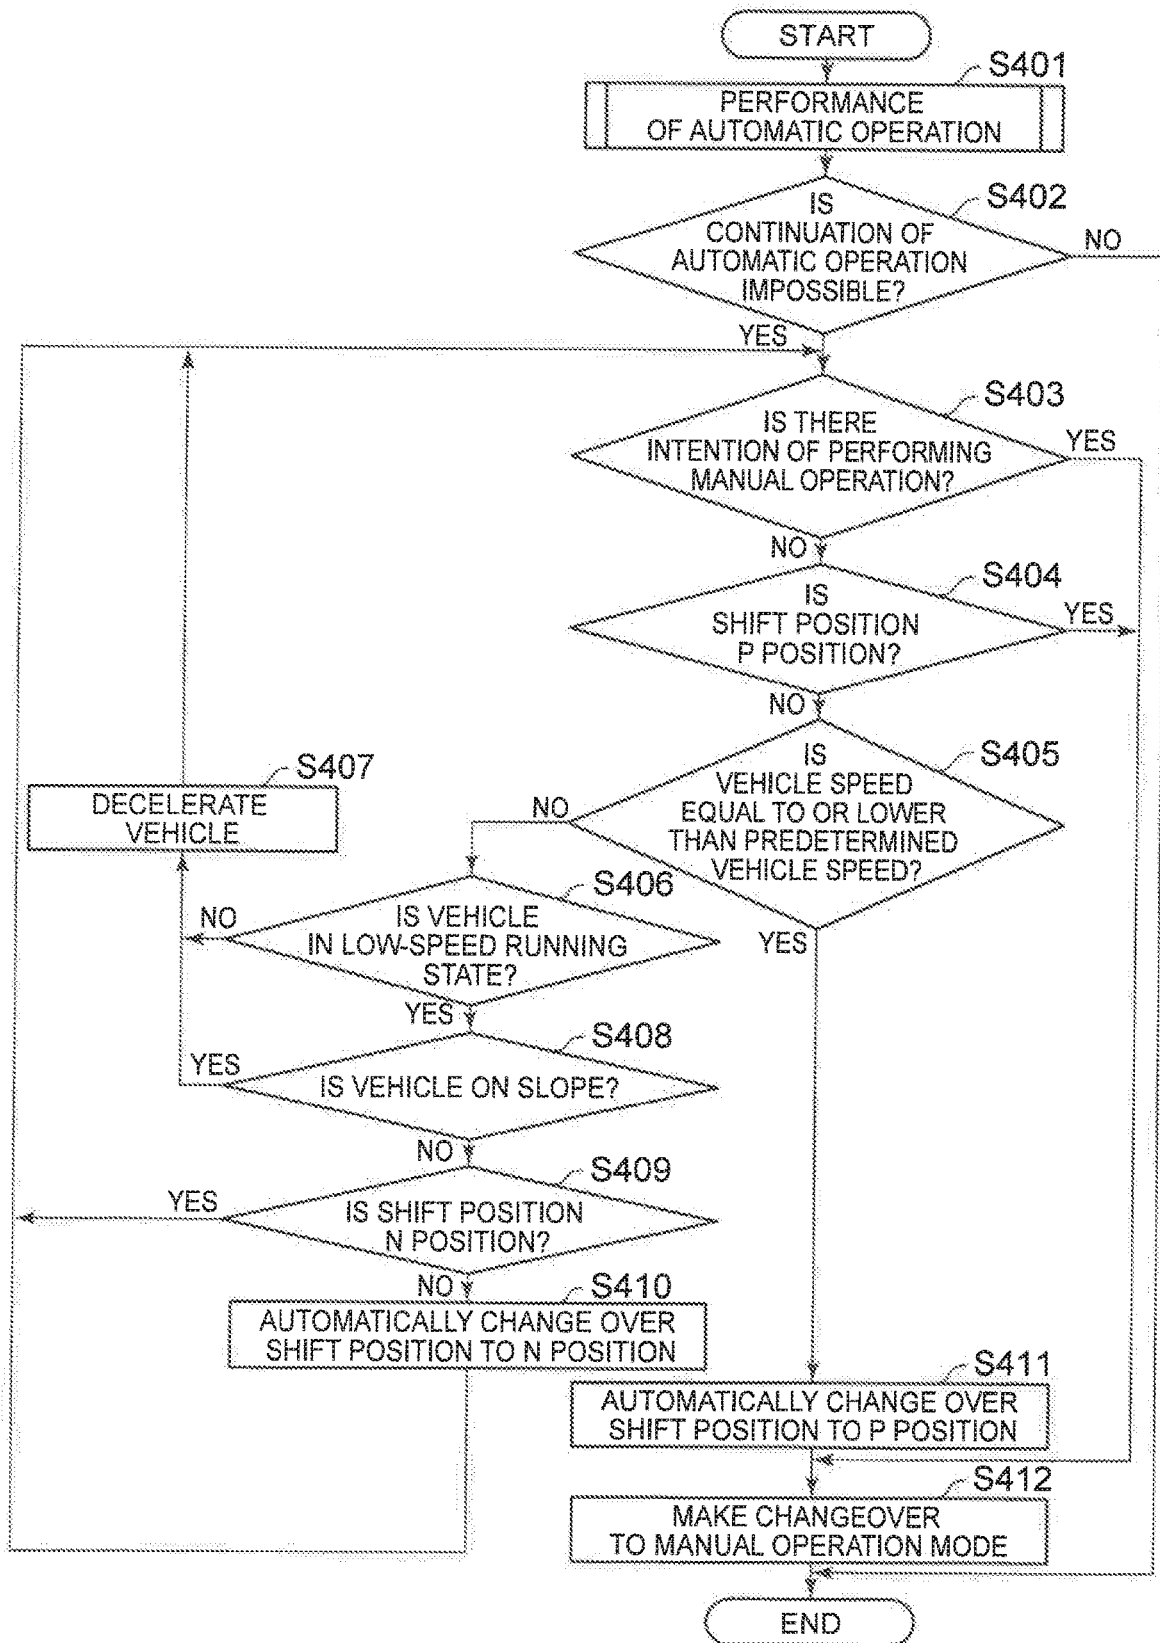 START
S401
PERFORMANCE
OF AUTOMATIC OPERATION
S402
IS
CONTINUATION OF
AUTOMATIC OPERATION
IMPOSSIBLE?
NO
YES
S403
IS THERE
INTENTION OF PERFORMING
MANUAL OPERATION?
YES
NO
S404
IS
SHIFT POSITION
P POSITION?
YES
NO
S405
IS
VEHICLE SPEED
EQUAL TO OR LOWER
THAN PREDETERMINED
VEHICLE SPEED?
NO
YES
S407
DECELERATE
VEHICLE
S406
IS VEHICLE
IN LOW-SPEED RUNNING
STATE?
NO
YES
S408
IS VEHICLE ON SLOPE?
YES
NO
S409
IS SHIFT POSITION
N POSITION?
YES
NO
S410
AUTOMATICALLY CHANGE OVER
SHIFT POSITION TO N POSITION
S411
AUTOMATICALLY CHANGE OVER
SHIFT POSITION TO P POSITION
S412
MAKE CHANGEOVER
TO MANUAL OPERATION MODE
END